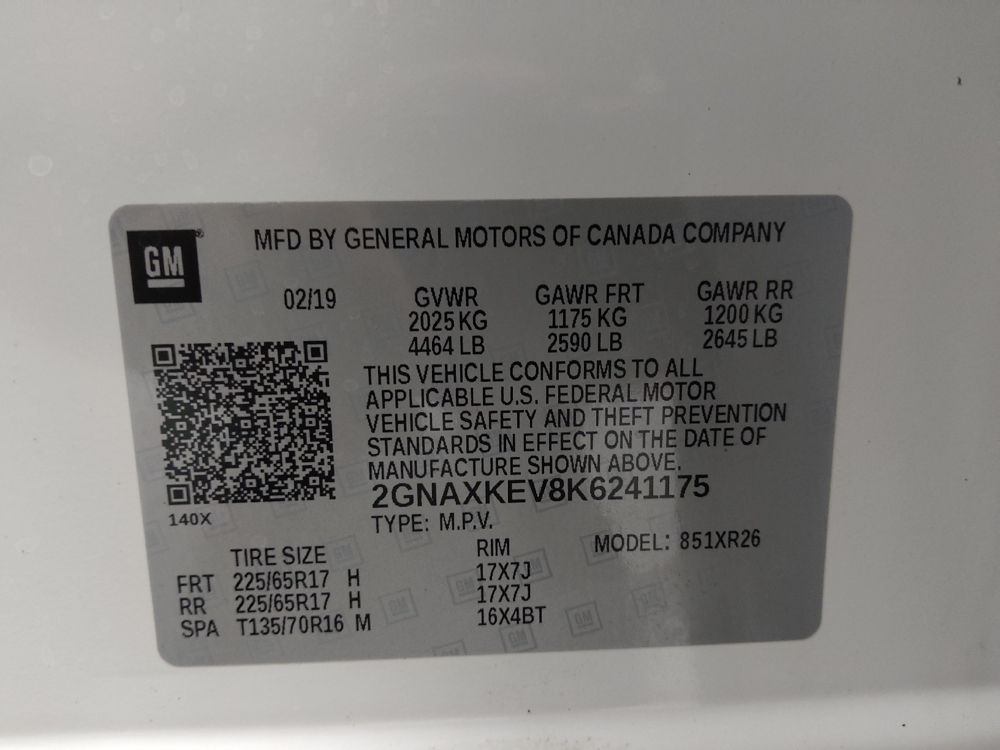 GM®
MFD BY GENERAL MOTORS OF CANADA COMPANY
02/19 GVWR GAWR FRT GAWR RR
2025 KG 1175 KG 1200 KG
4464 LB 2590 LB 2645 LB
THIS VEHICLE CONFORMS TO ALL
APPLICABLE U.S. FEDERAL MOTOR
VEHICLE SAFETY AND THEFT PREVENTION
STANDARDS IN EFFECT ON THE DATE OF
MANUFACTURE SHOWN ABOVE.
2GNAXKEV8K6241175
140X
TYPE: M.P.V.
TIRE SIZE RIM MODEL: 851XR26
FRT 225/65R17 H 17X7J
RR 225/65R17 H 17X7J
SPA T135/70R16 M 16X4BT